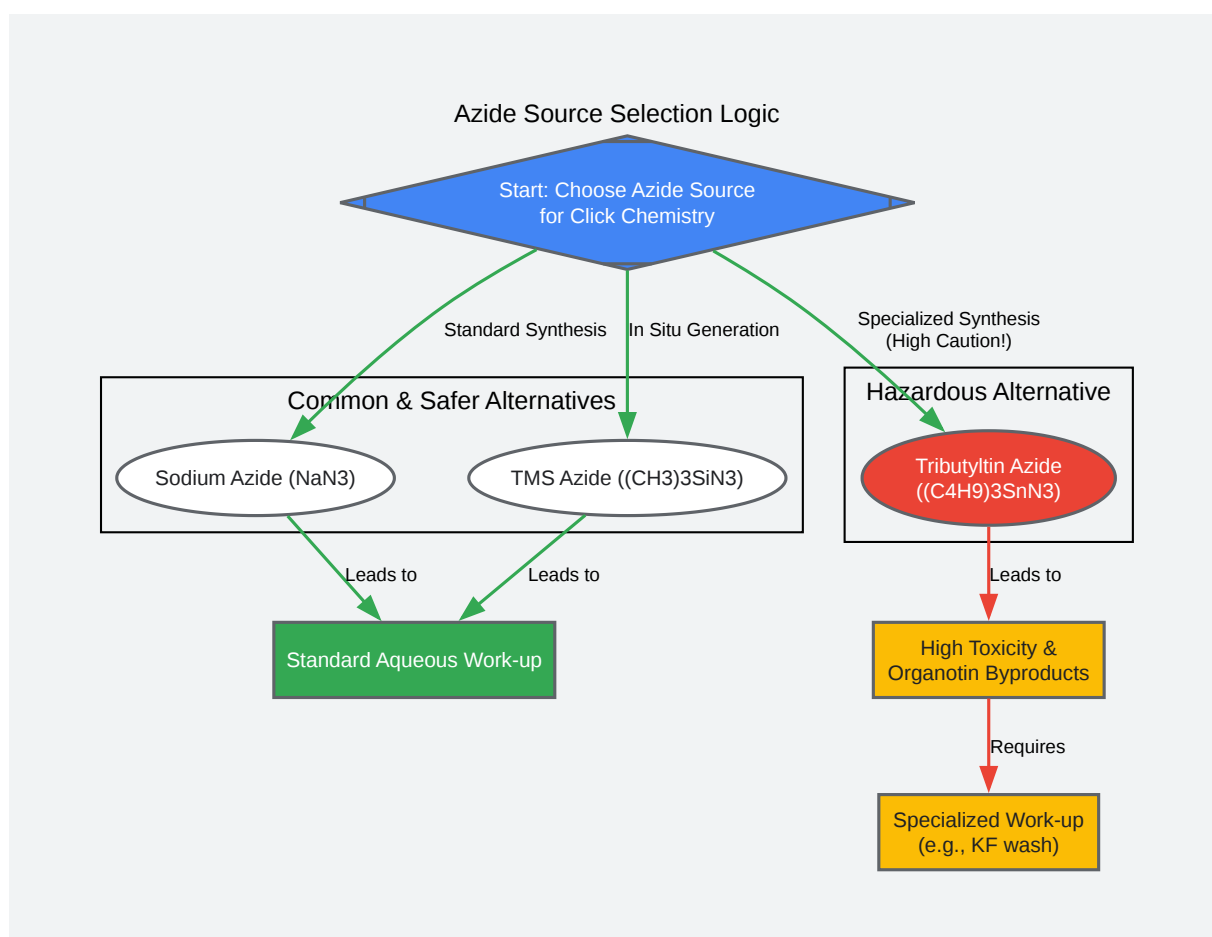 Azide Source Selection Logic
Start: Choose Azide Source
for Click Chemistry
Standard Synthesis
In Situ Generation
Specialized Synthesis
(High Caution!)
Common & Safer Alternatives
Hazardous Alternative
Sodium Azide (NaN3)
TMS Azide ((CH3)3SiN3)
Tributyltin Azide
((C4H9)3SnN3)
Leads to
Leads to
Leads to
Standard Aqueous Work-up
High Toxicity &
Organotin Byproducts
Requires
Specialized Work-up
(e.g., KF wash)